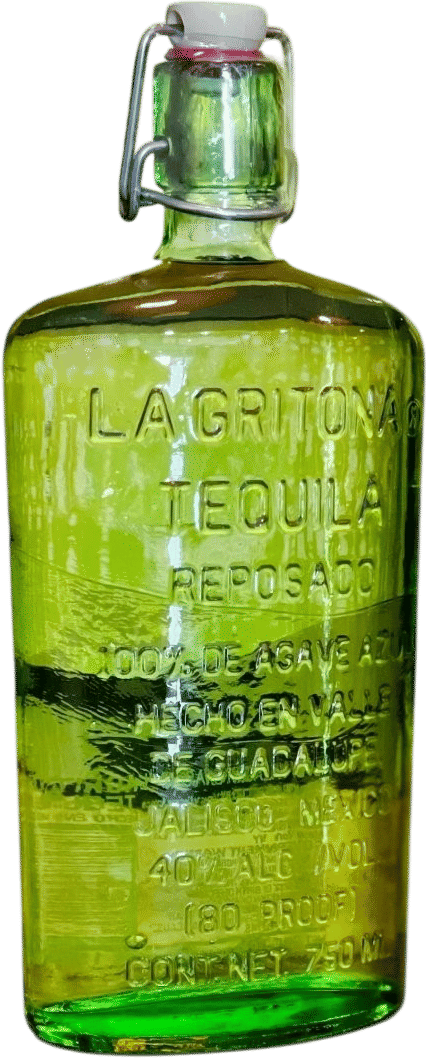 LA GRITONA®
TEQUILA
REPOSADO
100% DE AGAVE AZUL
HECHO EN VALLE
DE GUADALUPE
JALISCO MEXICO
40% ALC /VOL.
(80 PROOF)
CONT. NET. 750 ML